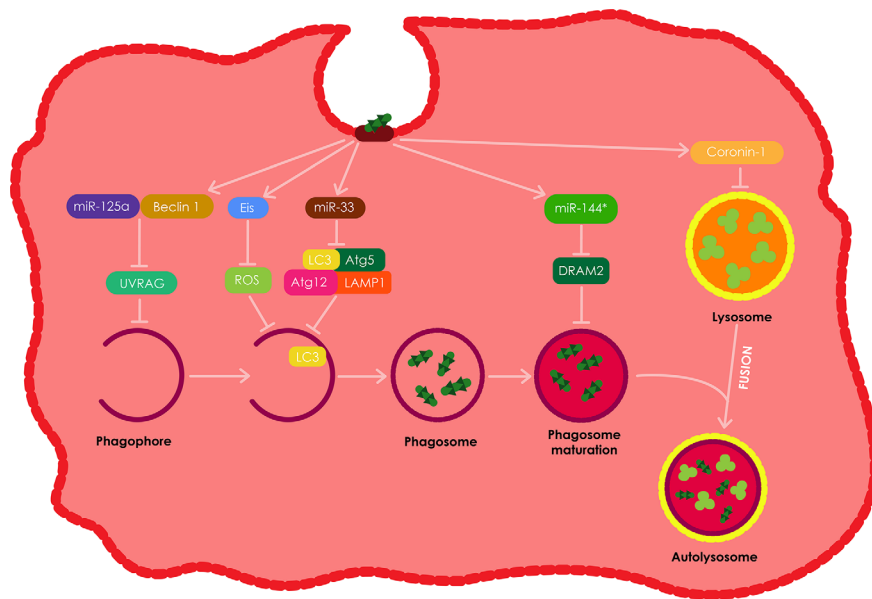 Coronin-1
miR-125a
Beclin 1
Eis
miR-33
miR-144*
LC3
Atg5
UVRAG
ROS
Atg12
LAMP1
DRAM2
Lysosome
LC3
FUSION
Phagophore
Phagosome
Phagosome
maturation
Autolysosome